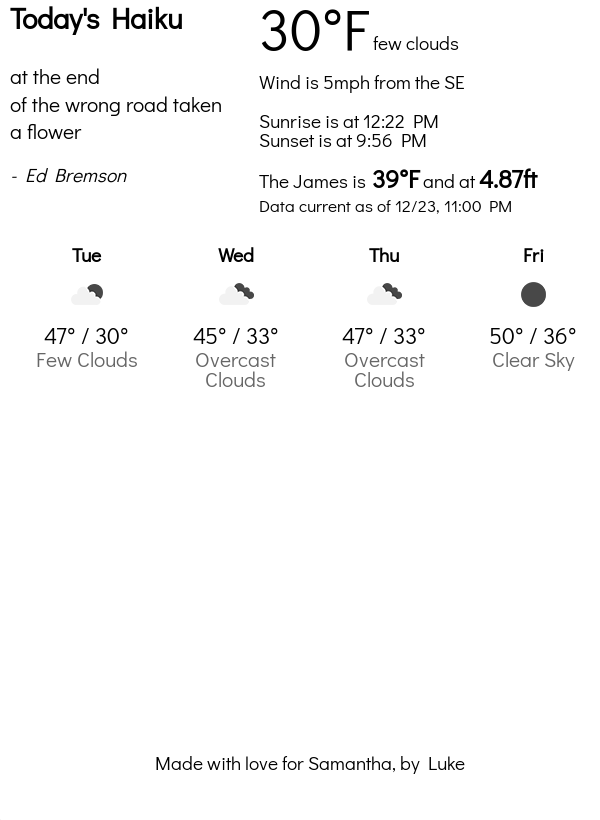 Today's Haiku
at the end
of the wrong road taken
a flower
- Ed Bremson
30°F few clouds
Wind is 5mph from the SE
Sunrise is at 12:22 PM
Sunset is at 9:56 PM
The James is 39°F and at 4.87ft
Data current as of 12/23, 11:00 PM
Tue
47° / 30°
Few Clouds
Wed
45° / 33°
Overcast
Clouds
Thu
47° / 33°
Overcast
Clouds
Fri
50° / 36°
Clear Sky
Made with love for Samantha, by Luke